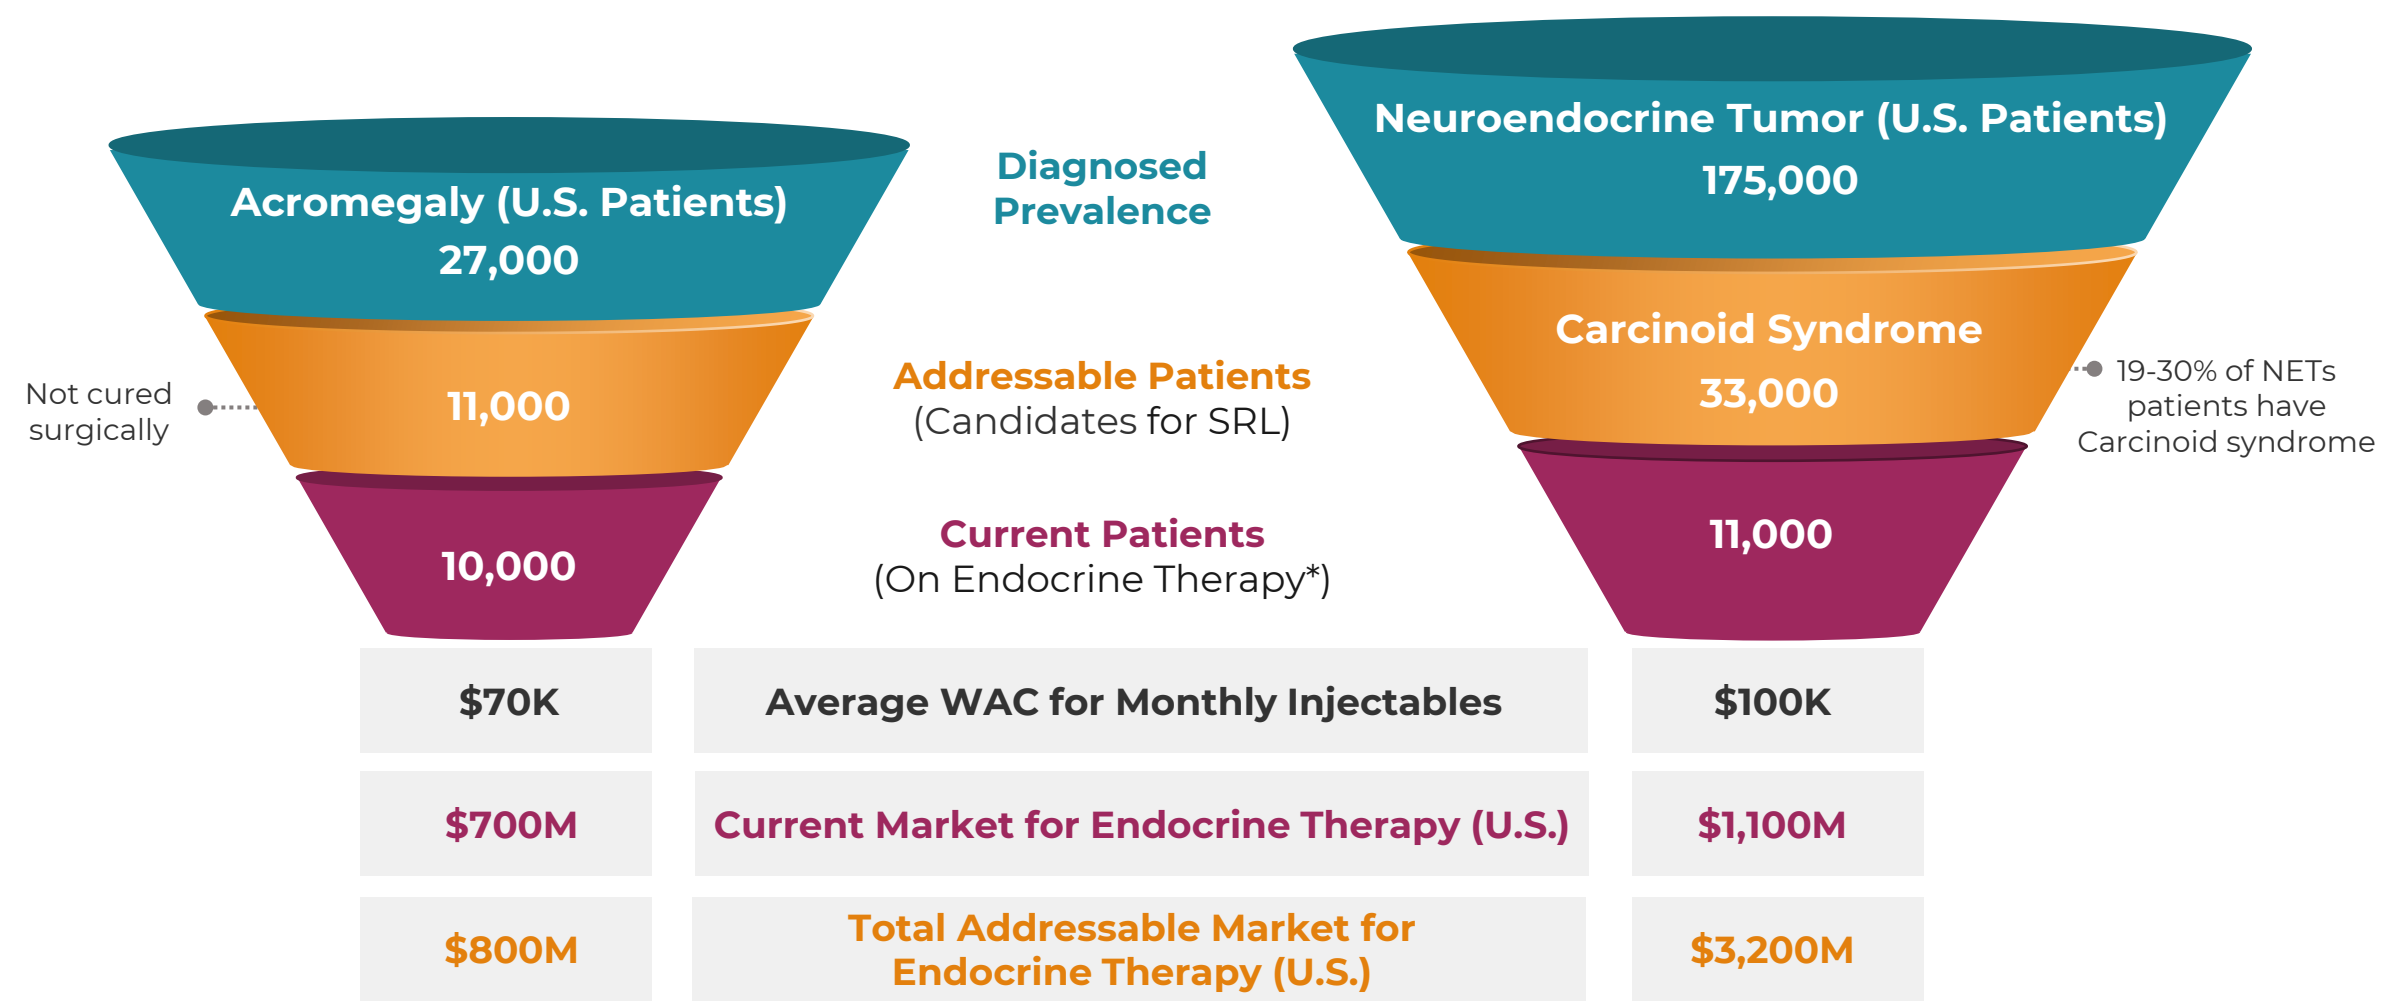 Acromegaly (U.S. Patients)
27,000
Diagnosed
Prevalence
Neuroendocrine Tumor (U.S. Patients)
175,000
Not cured
surgically
11,000
Addressable Patients
(Candidates for SRL)
Carcinoid Syndrome
33,000
19-30% of NETs
patients have
Carcinoid syndrome
10,000
Current Patients
(On Endocrine Therapy*)
11,000
$70K
Average WAC for Monthly Injectables
$100K
$700M
Current Market for Endocrine Therapy (U.S.)
$1,100M
$800M
Total Addressable Market for
Endocrine Therapy (U.S.)
$3,200M